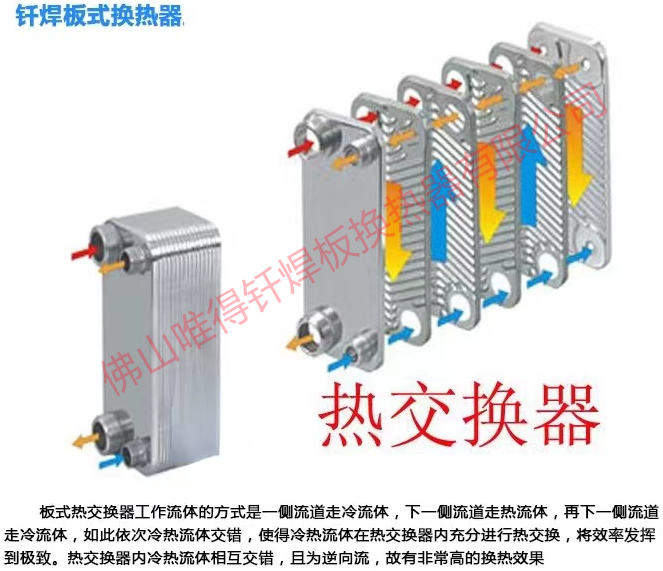 钎焊板式换热器
佛山唯得钎焊板换热器有限公司
热交换器
板式热交换器工作流体的方式是一侧流道走冷流体，下一侧流道走热流体，再下一侧流道
走冷流体，如此依次冷热流体交错，使得冷热流体在热交换器内充分进行热交换，将效率发挥
到极致。热交换器内冷热流体相互交错，且为逆向流，故有非常高的换热效果